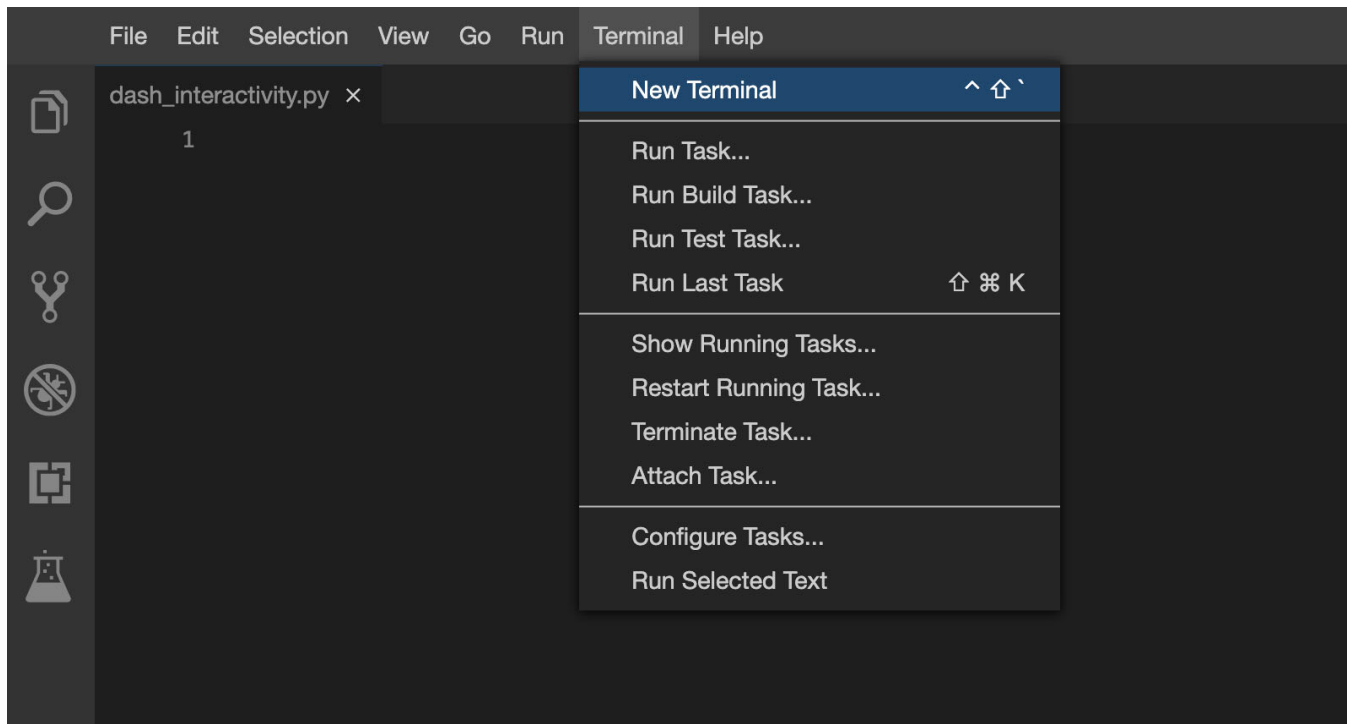 File Edit Selection View Go Run Terminal Help
dash_interactivity.py ×
1
New Terminal ^ ⇧ `
Run Task...
Run Build Task...
Run Test Task...
Run Last Task ⇧ ⌘ K
Show Running Tasks...
Restart Running Task...
Terminate Task...
Attach Task...
Configure Tasks...
Run Selected Text